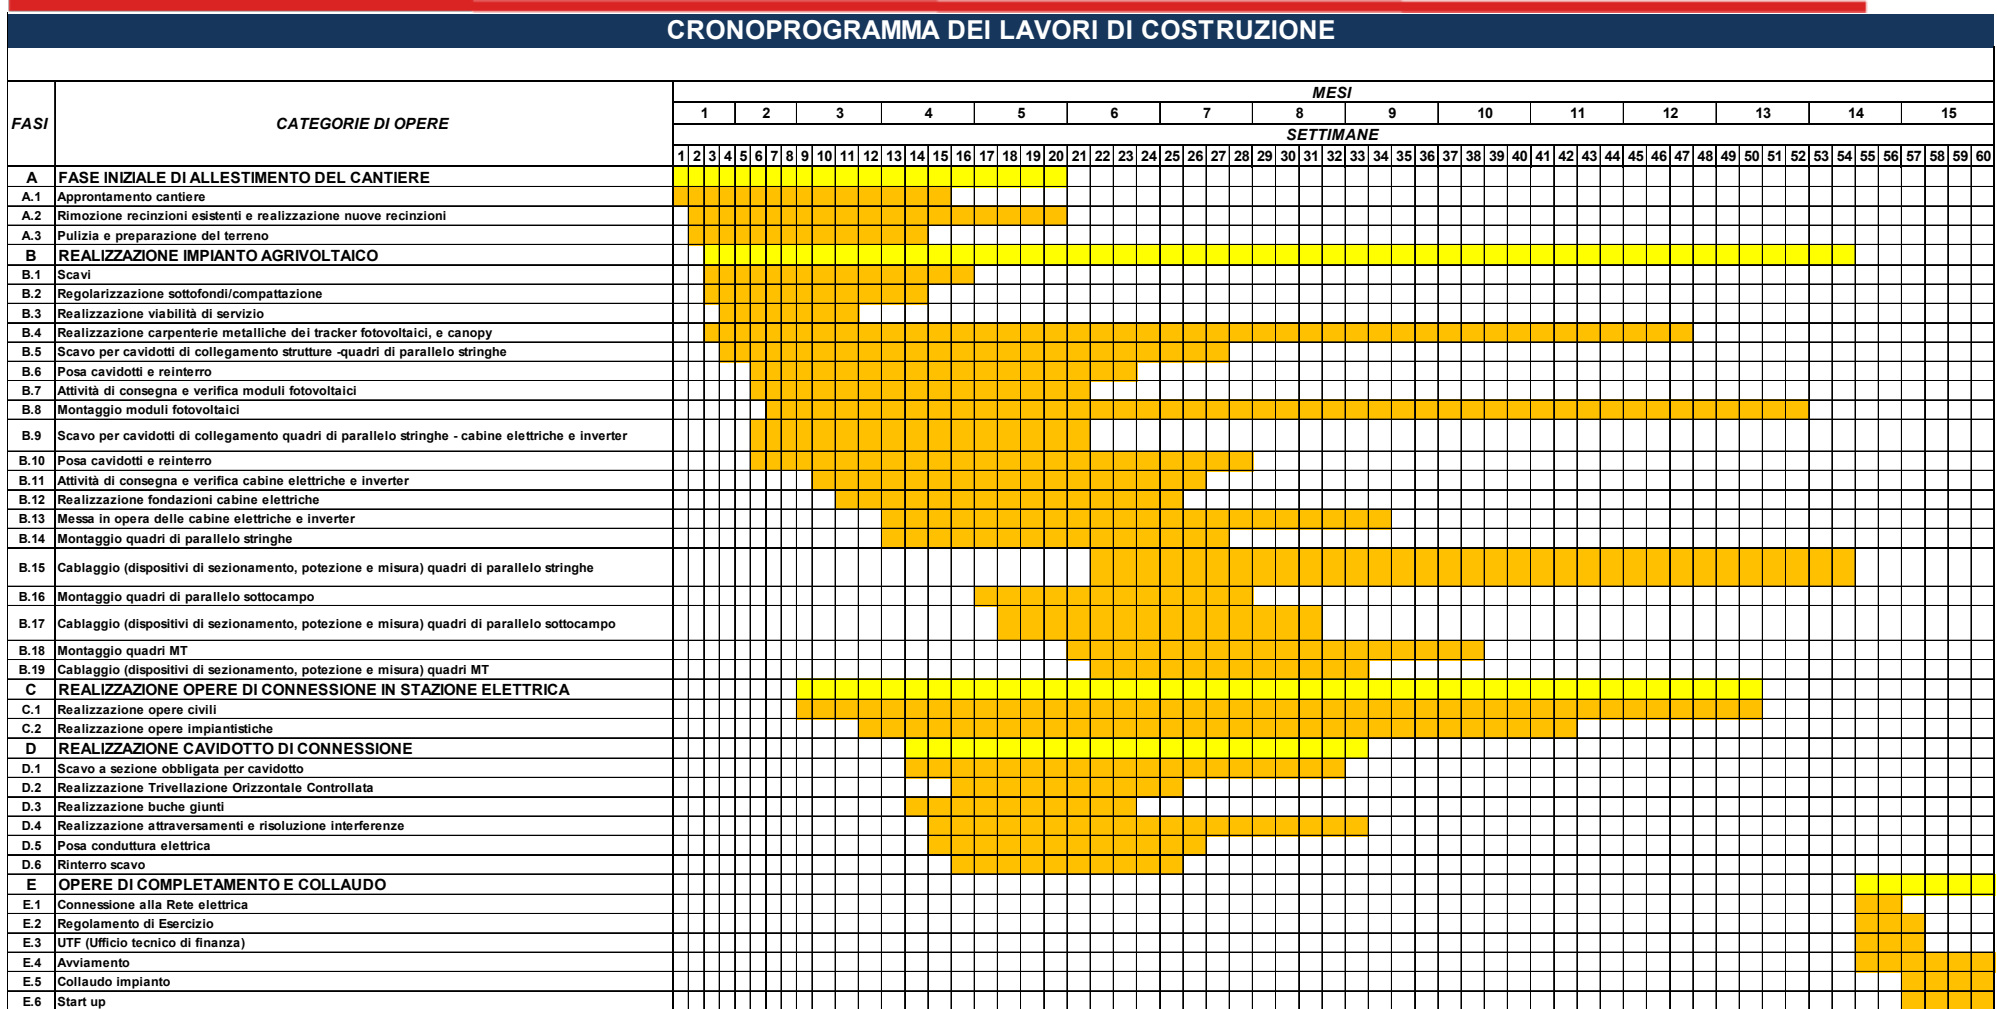 CRONOPROGRAMMA DEI LAVORI DI COSTRUZIONE
FASI CATEGORIE DI OPERE MESI
1 2 3 4 5 6 7 8 9 10 11 12 13 14 15
SETTIMANE
1 2 3 4 5 6 7 8 9 10 11 12 13 14 15 16 17 18 19 20 21 22 23 24 25 26 27 28 29 30 31 32 33 34 35 36 37 38 39 40 41 42 43 44 45 46 47 48 49 50 51 52 53 54 55 56 57 58 59 60
A FASE INIZIALE DI ALLESTIMENTO DEL CANTIERE
A.1 Approntamento cantiere
A.2 Rimozione recinzioni esistenti e realizzazione nuove recinzioni
A.3 Pulizia e preparazione del terreno
B REALIZZAZIONE IMPIANTO AGRIVOLTAICO
B.1 Scavi
B.2 Regolarizzazione sottofondi/compattazione
B.3 Realizzazione viabilità di servizio
B.4 Realizzazione carpenterie metalliche dei tracker fotovoltaici, e canopy
B.5 Scavo per cavidotti di collegamento strutture -quadri di parallelo stringhe
B.6 Posa cavidotti e reinterro
B.7 Attività di consegna e verifica moduli fotovoltaici
B.8 Montaggio moduli fotovoltaici
B.9 Scavo per cavidotti di collegamento quadri di parallelo stringhe - cabine elettriche e inverter
B.10 Posa cavidotti e reinterro
B.11 Attività di consegna e verifica cabine elettriche e inverter
B.12 Realizzazione fondazioni cabine elettriche
B.13 Messa in opera delle cabine elettriche e inverter
B.14 Montaggio quadri di parallelo stringhe
B.15 Cablaggio (dispositivi di sezionamento, potezione e misura) quadri di parallelo stringhe
B.16 Montaggio quadri di parallelo sottocampo
B.17 Cablaggio (dispositivi di sezionamento, potezione e misura) quadri di parallelo sottocampo
B.18 Montaggio quadri MT
B.19 Cablaggio (dispositivi di sezionamento, potezione e misura) quadri MT
C REALIZZAZIONE OPERE DI CONNESSIONE IN STAZIONE ELETTRICA
C.1 Realizzazione opere civili
C.2 Realizzazione opere impiantistiche
D REALIZZAZIONE CAVIDOTTO DI CONNESSIONE
D.1 Scavo a sezione obbligata per cavidotto
D.2 Realizzazione Trivellazione Orizzontale Controllata
D.3 Realizzazione buche giunti
D.4 Realizzazione attraversamenti e risoluzione interferenze
D.5 Posa conduttura elettrica
D.6 Rinterro scavo
E OPERE DI COMPLETAMENTO E COLLAUDO
E.1 Connessione alla Rete elettrica
E.2 Regolamento di Esercizio
E.3 UTF (Ufficio tecnico di finanza)
E.4 Avviamento
E.5 Collaudo impianto
E.6 Start up